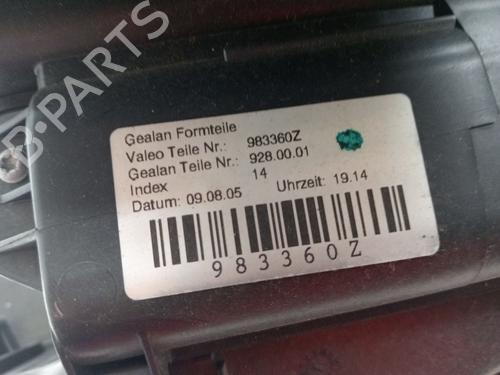 Gealan Formteile
Valeo Teile Nr.: 983360Z
Gealan Teile Nr.: 928.00.01
Index 14
Datum: 09.08.05 Uhrzeit: 19.14
983360Z
B-PARTS